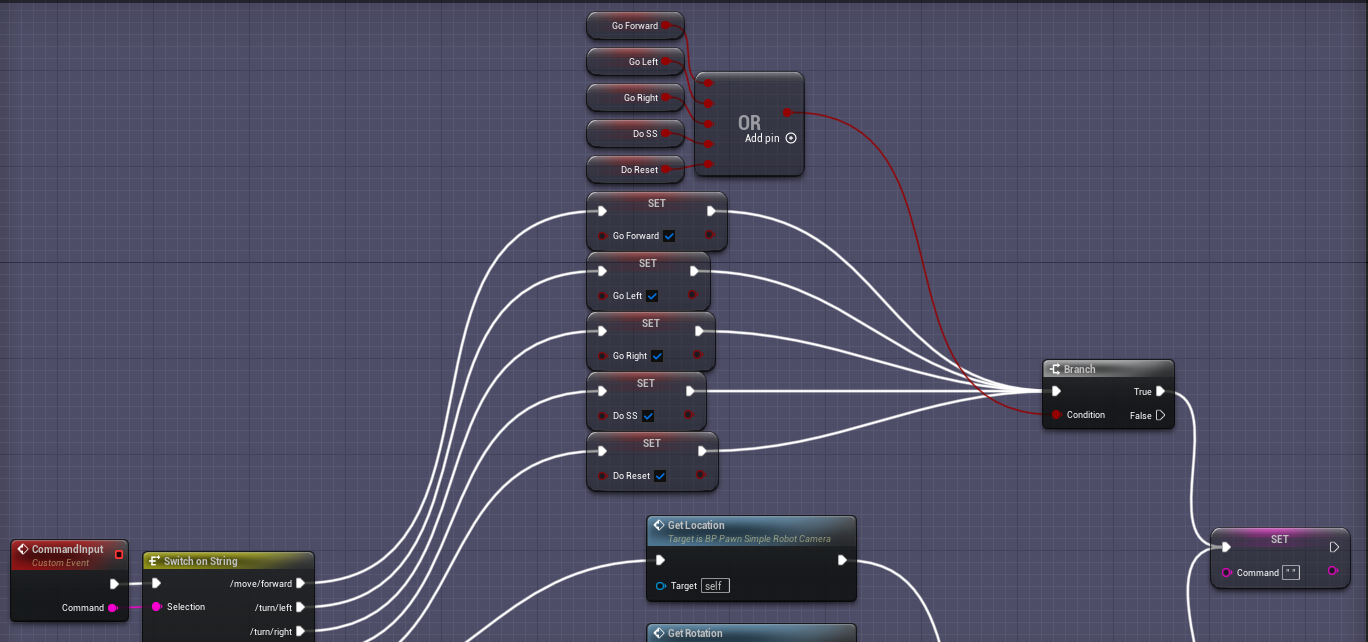 Go Forward
Go Left
Go Right
Do SS
Do Reset
OR
Add pin
SET
Go Forward
SET
Go Left
SET
Go Right
SET
Do SS
SET
Do Reset
Branch
True
Condition
False
CommandInput
Custom Event
Command
Switch on String
/move/forward
Selection
/turn/left
/turn/right
Get Location
Target is BP Pawn Simple Robot Camera
Target self
Get Rotation
SET
Command ""